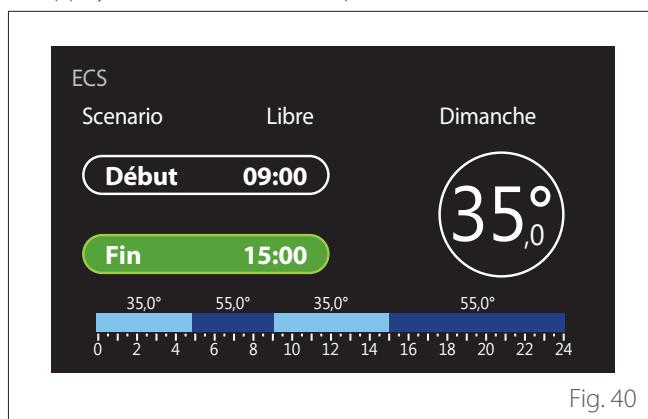 ECS
Scenario Libre Dimanche
Début 09:00
35,0°
Fin 15:00
35,0° 55,0° 35,0° 55,0°
0 2 4 6 8 10 12 14 16 18 20 22 24
Fig. 40